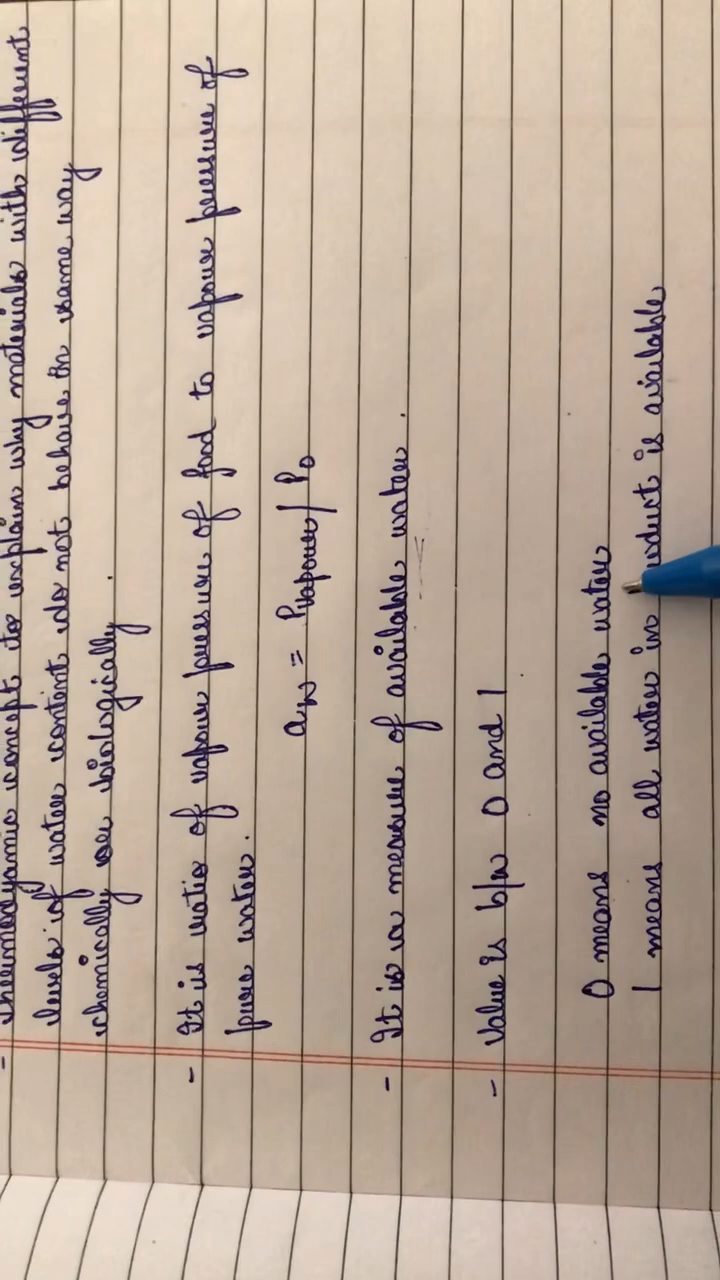 - thermodynamic concept to explain why materials with different
levels of water content do not behave in same way
chemically or biologically.
- It is ratio of vapour pressure of food to vapour pressure of
pure water.
aw = Pvapour/P0
- It is a measure of available water.
- Value is b/w 0 and 1
0 means no available water
1 means all water in product is available